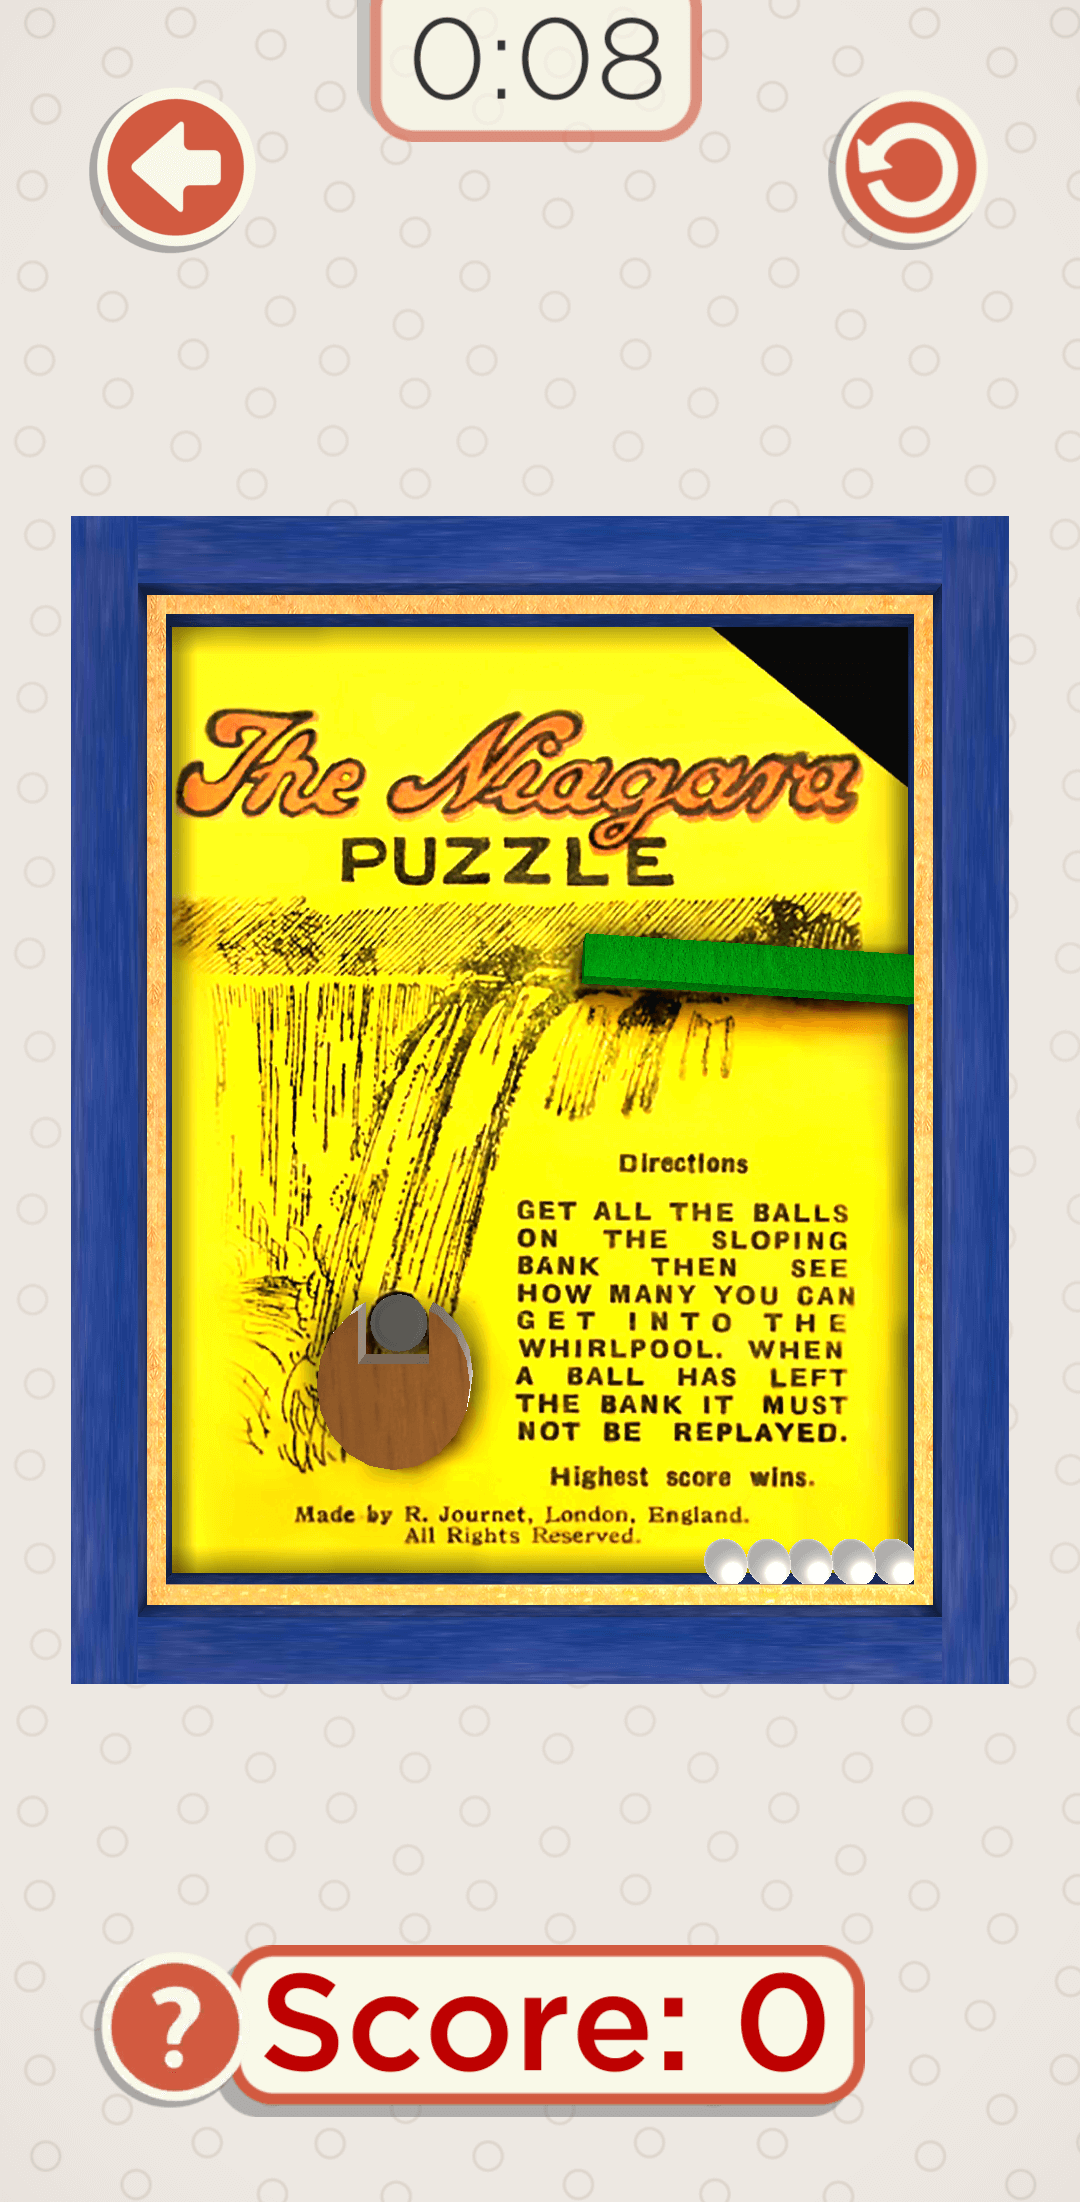 0:08
The Niagara
PUZZLE
Directions
GET ALL THE BALLS
ON THE SLOPING
BANK THEN SEE
HOW MANY YOU CAN
GET INTO THE
WHIRLPOOL. WHEN
A BALL HAS LEFT
THE BANK IT MUST
NOT BE REPLAYED.
Highest score wins.
Made by R. Journet, London, England.
All Rights Reserved.
? Score: 0